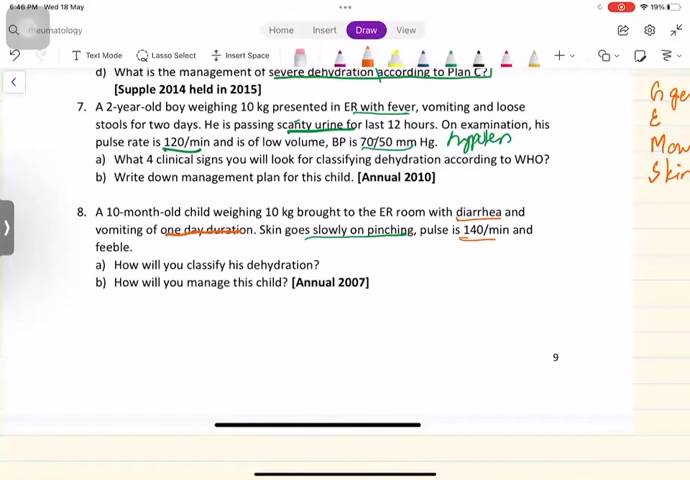 6:46 PM Wed 18 May
19%
rheumatology
Home Insert Draw View
Text Mode Lasso Select Insert Space
d) What is the management of severe dehydration according to Plan C?
[Supple 2014 held in 2015]
7. A 2-year-old boy weighing 10 kg presented in ER with fever, vomiting and loose
stools for two days. He is passing scanty urine for last 12 hours. On examination, his
pulse rate is 120/min and is of low volume, BP is 70/50 mm Hg.
a) What 4 clinical signs you will look for classifying dehydration according to WHO?
b) Write down management plan for this child. [Annual 2010]
8. A 10-month-old child weighing 10 kg brought to the ER room with diarrhea and
vomiting of one day duration. Skin goes slowly on pinching, pulse is 140/min and
feeble.
a) How will you classify his dehydration?
b) How will you manage this child? [Annual 2007]
9
&
Mou
Skin